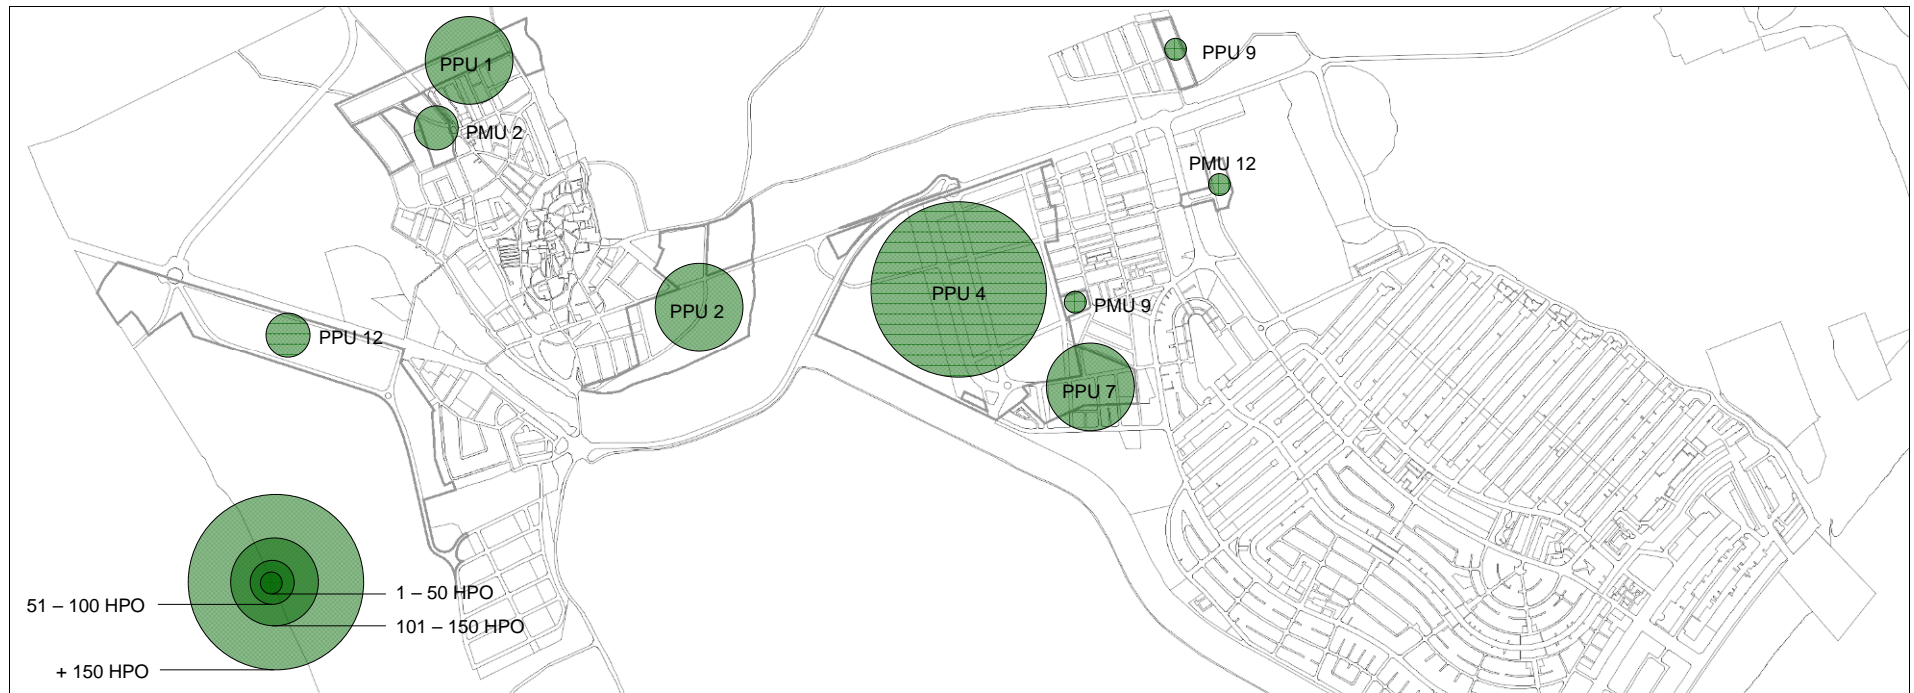 PPU 1
PPU 9
PMU 2
PMU 12
PPU 2
PPU 4
PMU 9
PPU 12
PPU 7
1 – 50 HPO
51 – 100 HPO
101 – 150 HPO
+ 150 HPO